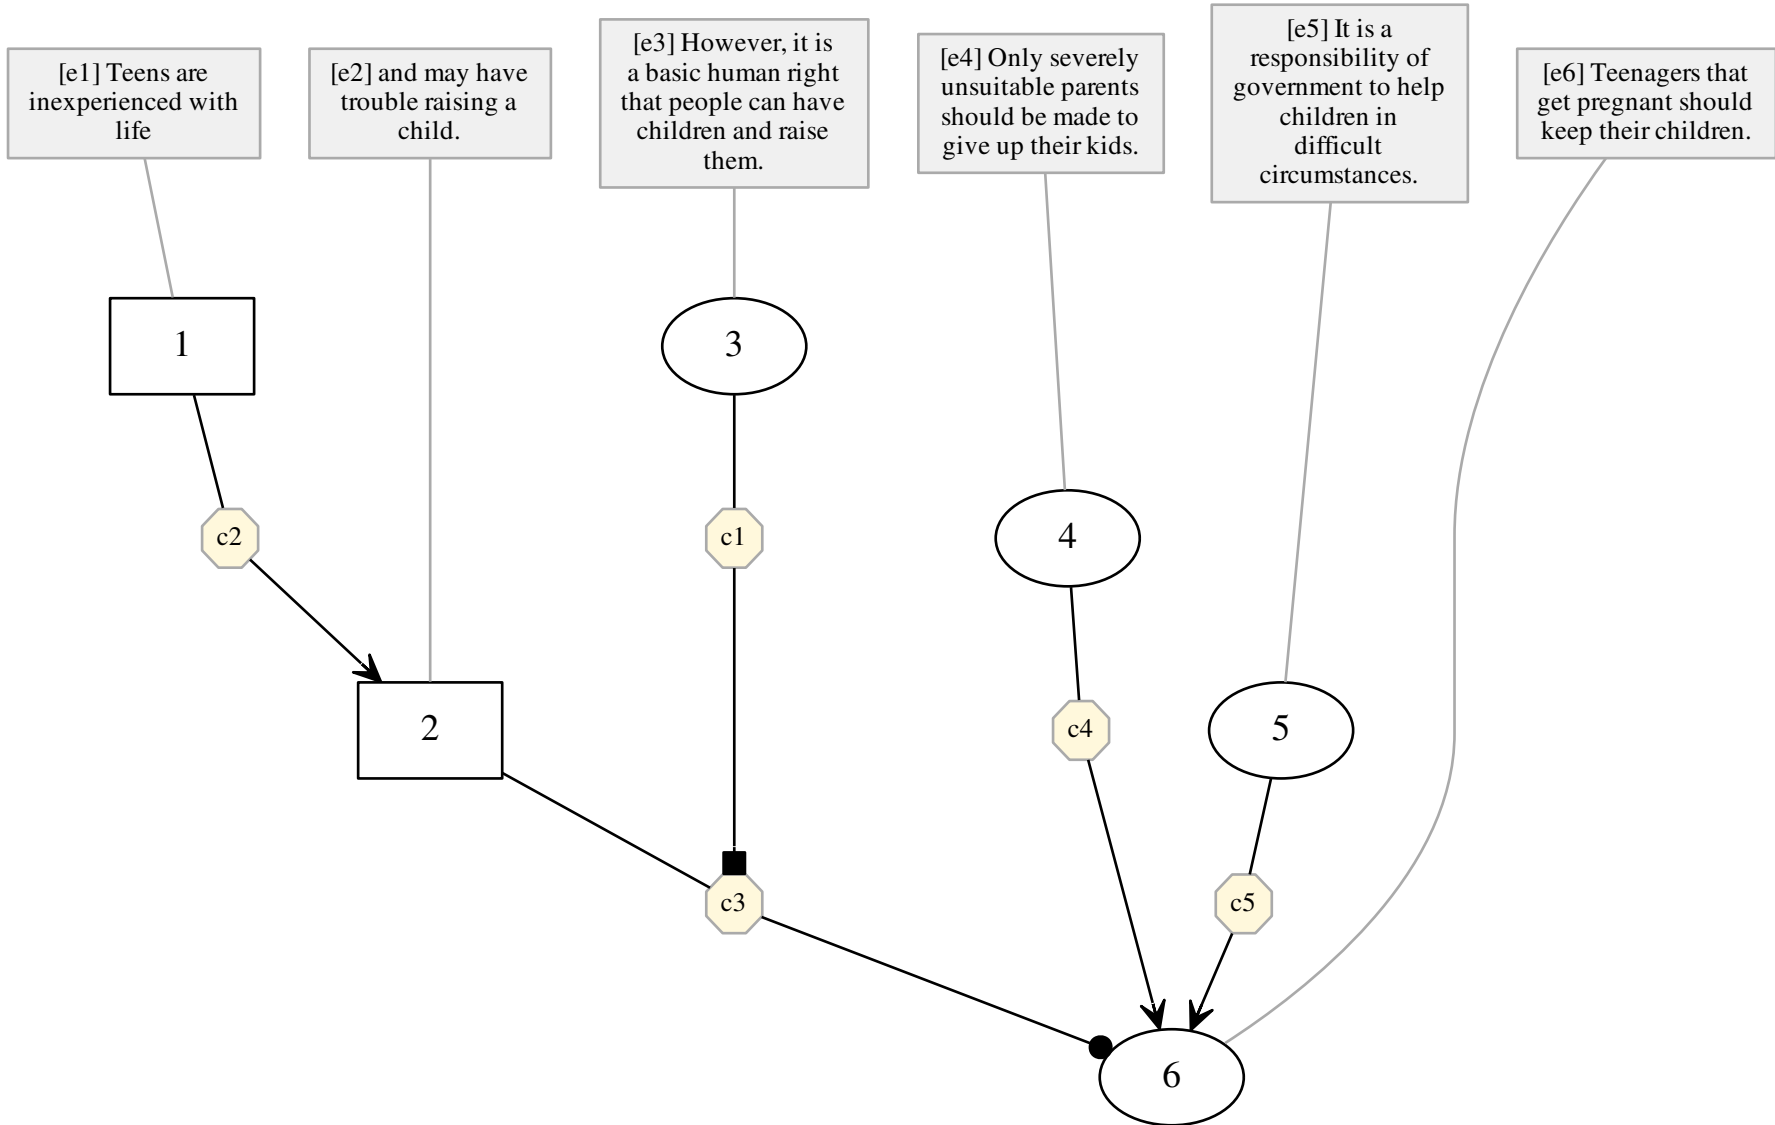 [e1] Teens are
inexperienced with
life
[e2] and may have
trouble raising a
child.
[e3] However, it is
a basic human right
that people can have
children and raise
them.
[e4] Only severely
unsuitable parents
should be made to
give up their kids.
[e5] It is a
responsibility of
government to help
children in
difficult
circumstances.
[e6] Teenagers that
get pregnant should
keep their children.
1
3
c2
c1
4
2
c4
5
c3
c5
6